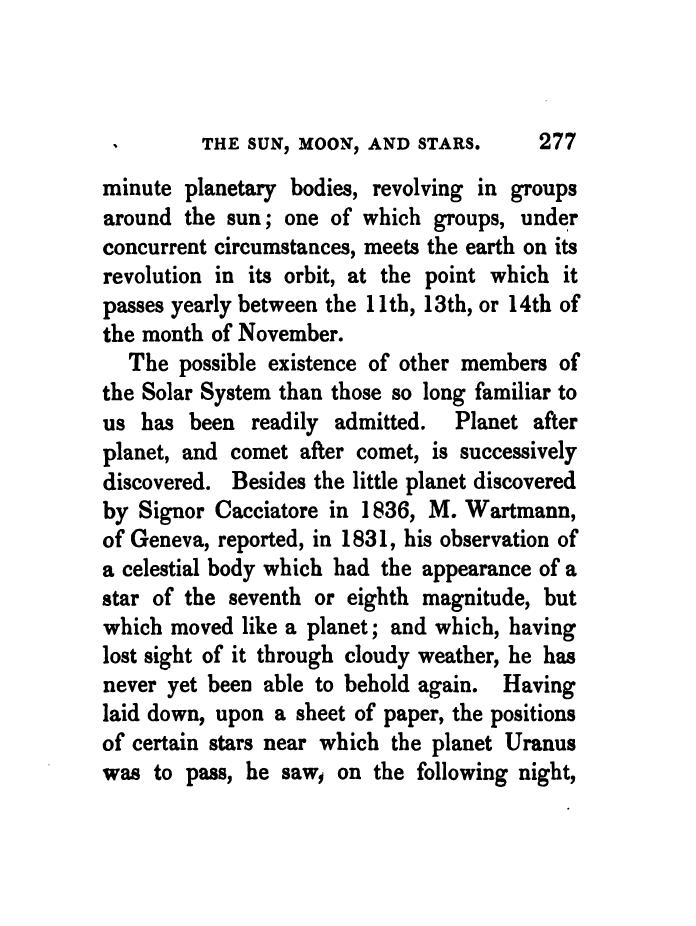 THE SUN, MOON, AND STARS. 277
minute planetary bodies, revolving in groups
around the sun; one of which groups, under
concurrent circumstances, meets the earth on its
revolution in its orbit, at the point which it
passes yearly between the 11th, 13th, or 14th of
the month of November.
The possible existence of other members of
the Solar System than those so long familiar to
us has been readily admitted. Planet after
planet, and comet after comet, is successively
discovered. Besides the little planet discovered
by Signor Cacciatore in 1836, M. Wartmann,
of Geneva, reported, in 1831, his observation of
a celestial body which had the appearance of a
star of the seventh or eighth magnitude, but
which moved like a planet; and which, having
lost sight of it through cloudy weather, he has
never yet been able to behold again. Having
laid down, upon a sheet of paper, the positions
of certain stars near which the planet Uranus
was to pass, he saw, on the following night,